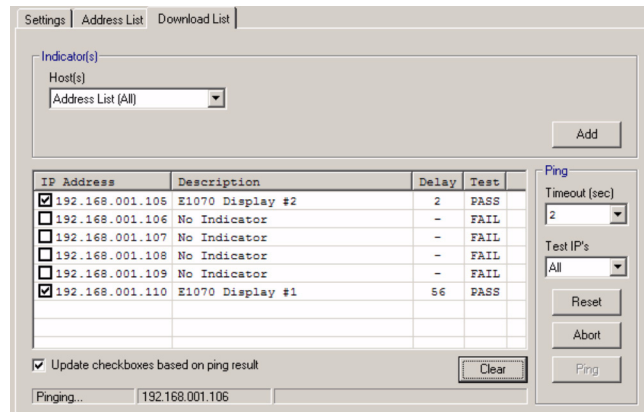 Settings Address List Download List
Indicator(s)
Host(s)
Address List (All)
Add
IP Address Description Delay Test
192.168.001.105 E1070 Display #2 2 PASS
192.168.001.106 No Indicator - FAIL
192.168.001.107 No Indicator - FAIL
192.168.001.108 No Indicator - FAIL
192.168.001.109 No Indicator - FAIL
192.168.001.110 E1070 Display #1 56 PASS
Ping
Timeout (sec)
2
Test IP's
All
Reset
Abort
Ping
Update checkboxes based on ping result
Clear
Pinging... 192.168.001.106